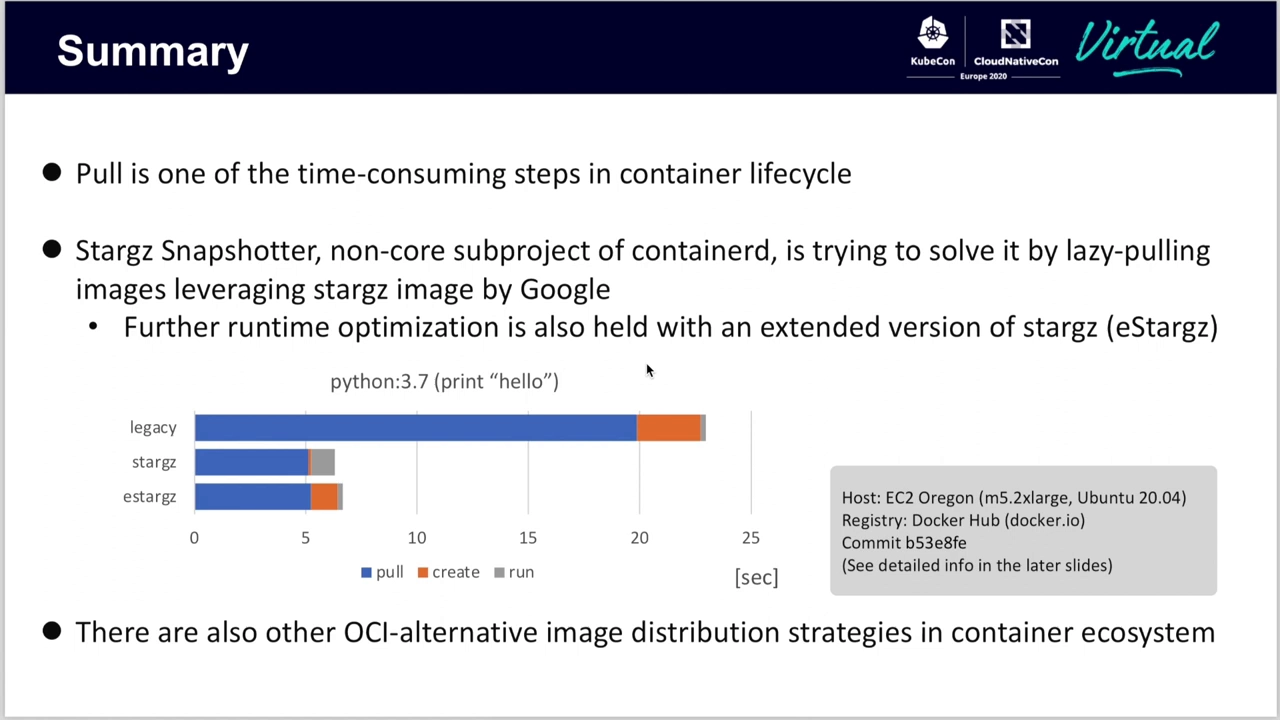 Summary
KubeCon
CloudNativeCon
Europe 2020
Virtual
● Pull is one of the time-consuming steps in container lifecycle
● Stargz Snapshotter, non-core subproject of containerd, is trying to solve it by lazy-pulling
images leveraging stargz image by Google
• Further runtime optimization is also held with an extended version of stargz (eStargz)
python:3.7 (print “hello”)
legacy
stargz
estargz
0 5 10 15 20 25
pull create run
[sec]
Host: EC2 Oregon (m5.2xlarge, Ubuntu 20.04)
Registry: Docker Hub (docker.io)
Commit b53e8fe
(See detailed info in the later slides)
● There are also other OCI-alternative image distribution strategies in container ecosystem